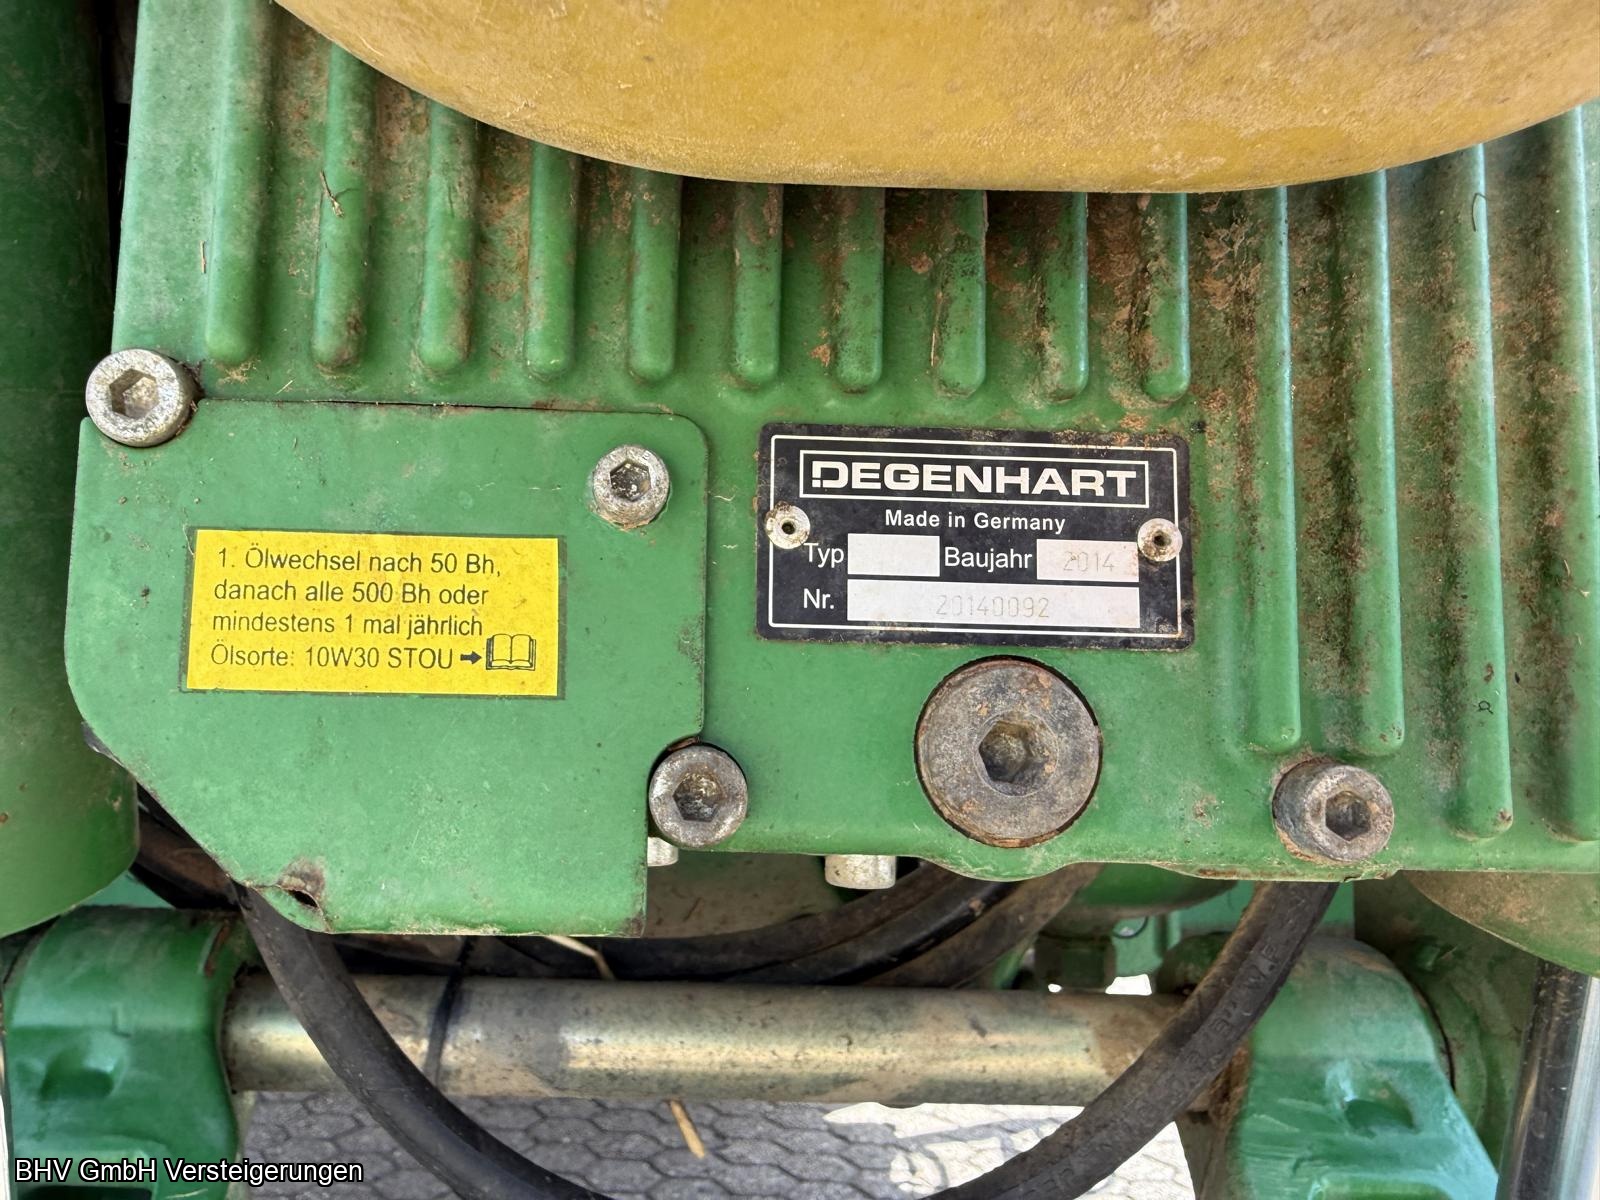 1. Ölwechsel nach 50 Bh,
danach alle 500 Bh oder
mindestens 1 mal jährlich
Ölsorte: 10W30 STOU
DEGENHART
Made in Germany
Typ Baujahr 2014
Nr. 20140092
BHV GmbH Versteigerungen